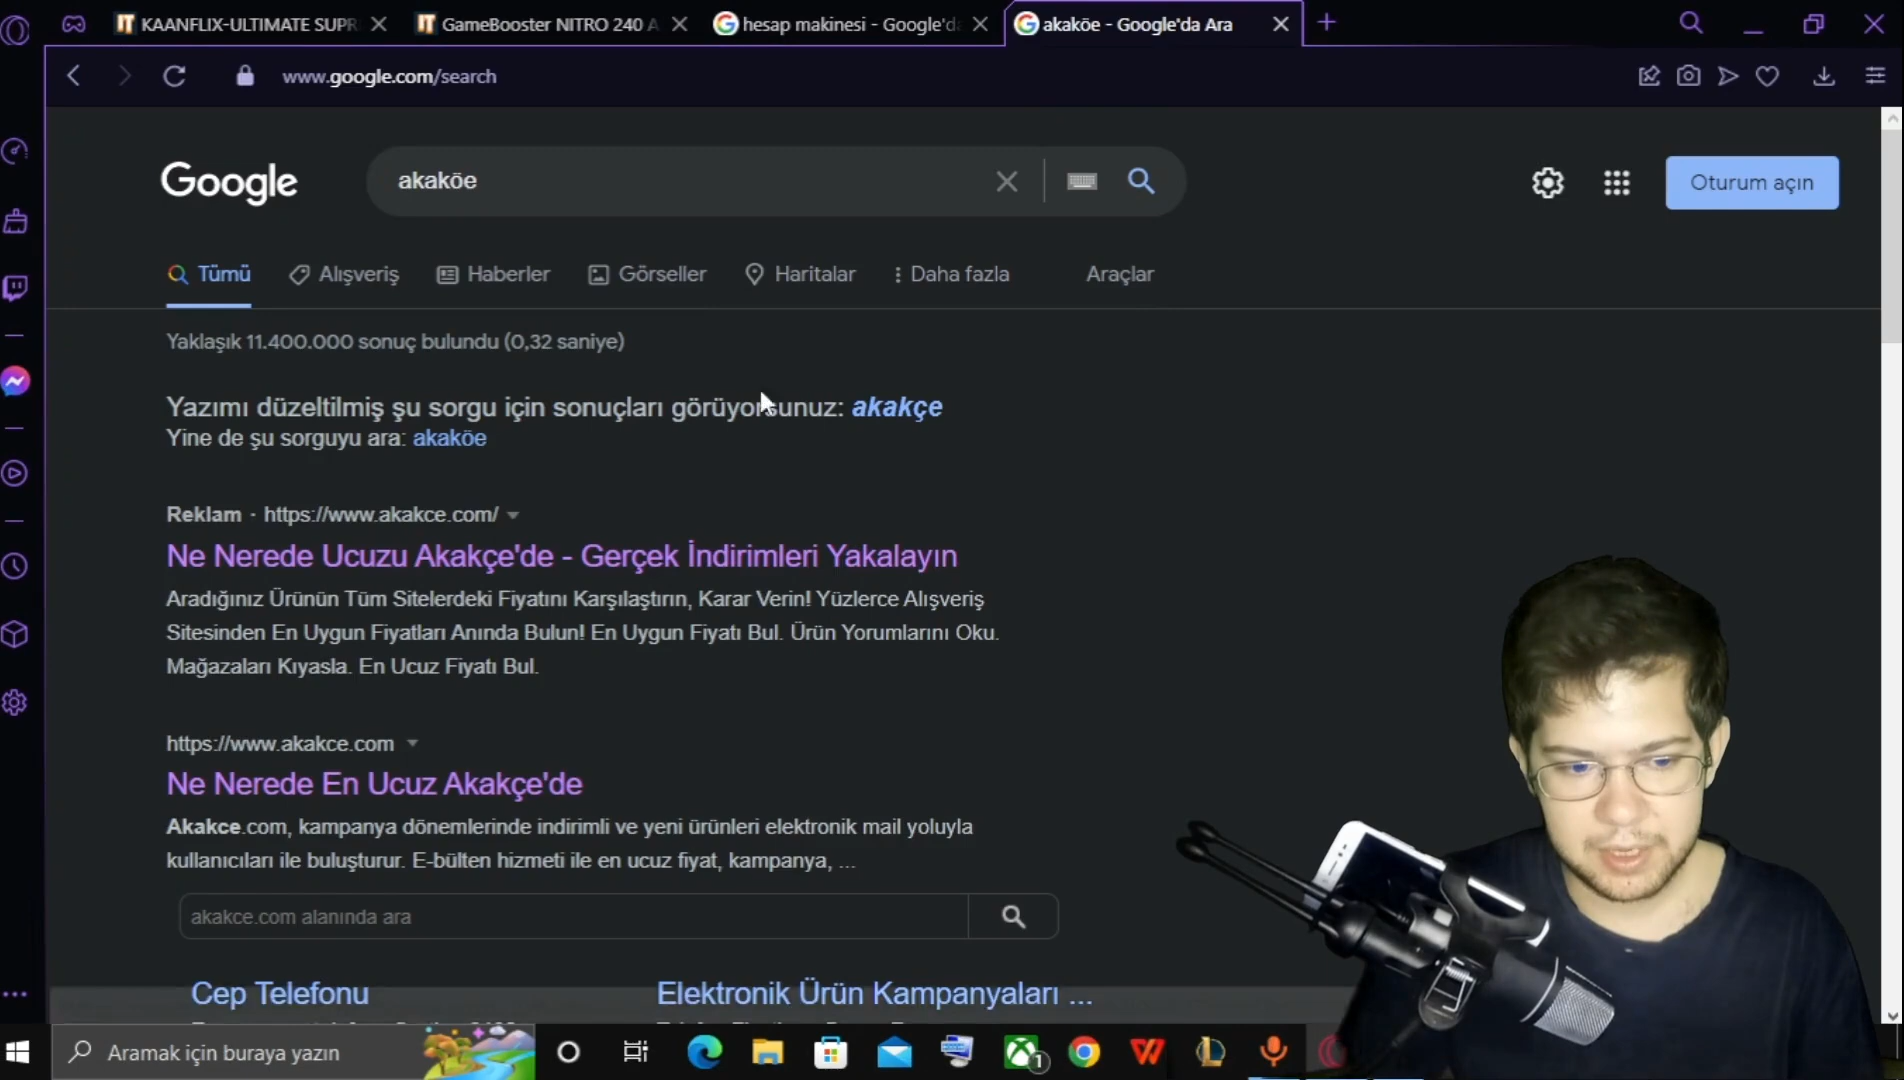 KAANFLIX-ULTIMATE SUPR
GameBooster NITRO 240 A
hesap makinesi - Google'da
akaköe - Google'da Ara
www.google.com/search
Google
akaköe
Oturum açın
Tümü
Alışveriş
Haberler
Görseller
Haritalar
Daha fazla
Araçlar
Yaklaşık 11.400.000 sonuç bulundu (0,32 saniye)
Yazımı düzeltilmiş şu sorgu için sonuçları görüyorsunuz: akakçe
Yine de şu sorguyu ara: akaköe
Reklam · https://www.akakce.com/
Ne Nerede Ucuzu Akakçe'de - Gerçek İndirimleri Yakalayın
Aradığınız Ürünün Tüm Sitelerdeki Fiyatını Karşılaştırın, Karar Verin! Yüzlerce Alışveriş
Sitesinden En Uygun Fiyatları Anında Bulun! En Uygun Fiyatı Bul. Ürün Yorumlarını Oku.
Mağazaları Kıyasla. En Ucuz Fiyatı Bul.
https://www.akakce.com
Ne Nerede En Ucuz Akakçe'de
Akakce.com, kampanya dönemlerinde indirimli ve yeni ürünleri elektronik mail yoluyla
kullanıcıları ile buluşturur. E-bülten hizmeti ile en ucuz fiyat, kampanya, ...
akakce.com alanında ara
Cep Telefonu
Elektronik Ürün Kampanyaları ...
Aramak için buraya yazın
1